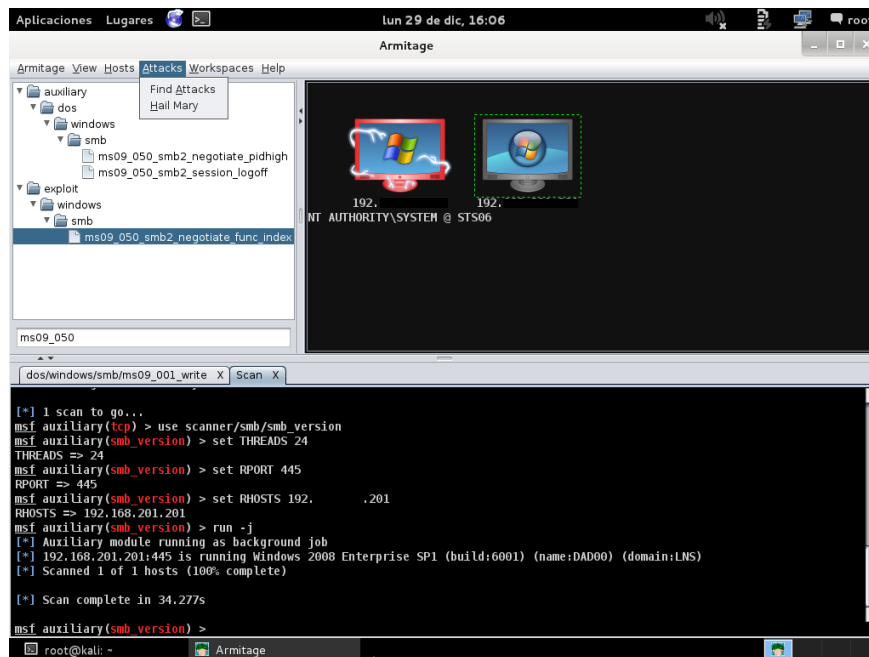 Aplicaciones Lugares
lun 29 de dic, 16:06
roo
Armitage
Armitage View Hosts Attacks Workspaces Help
Find Attacks
Hail Mary
auxiliary
dos
windows
smb
ms09_050_smb2_negotiate_pidhigh
ms09_050_smb2_session_logoff
exploit
windows
smb
ms09_050_smb2_negotiate_func_index
192. 192.
NT AUTHORITY\SYSTEM @ STS06
ms09_050
dos/windows/smb/ms09_001_write X Scan X
[*] 1 scan to go...
msf auxiliary(tcp) > use scanner/smb/smb_version
msf auxiliary(smb_version) > set THREADS 24
THREADS => 24
msf auxiliary(smb_version) > set RPORT 445
RPORT => 445
msf auxiliary(smb_version) > set RHOSTS 192. .201
RHOSTS => 192.168.201.201
msf auxiliary(smb_version) > run -j
[*] Auxiliary module running as background job
[*] 192.168.201.201:445 is running Windows 2008 Enterprise SP1 (build:6001) (name:DAD00) (domain:LNS)
[*] Scanned 1 of 1 hosts (100% complete)
[*] Scan complete in 34.277s
msf auxiliary(smb_version) >
root@kali: ~ Armitage